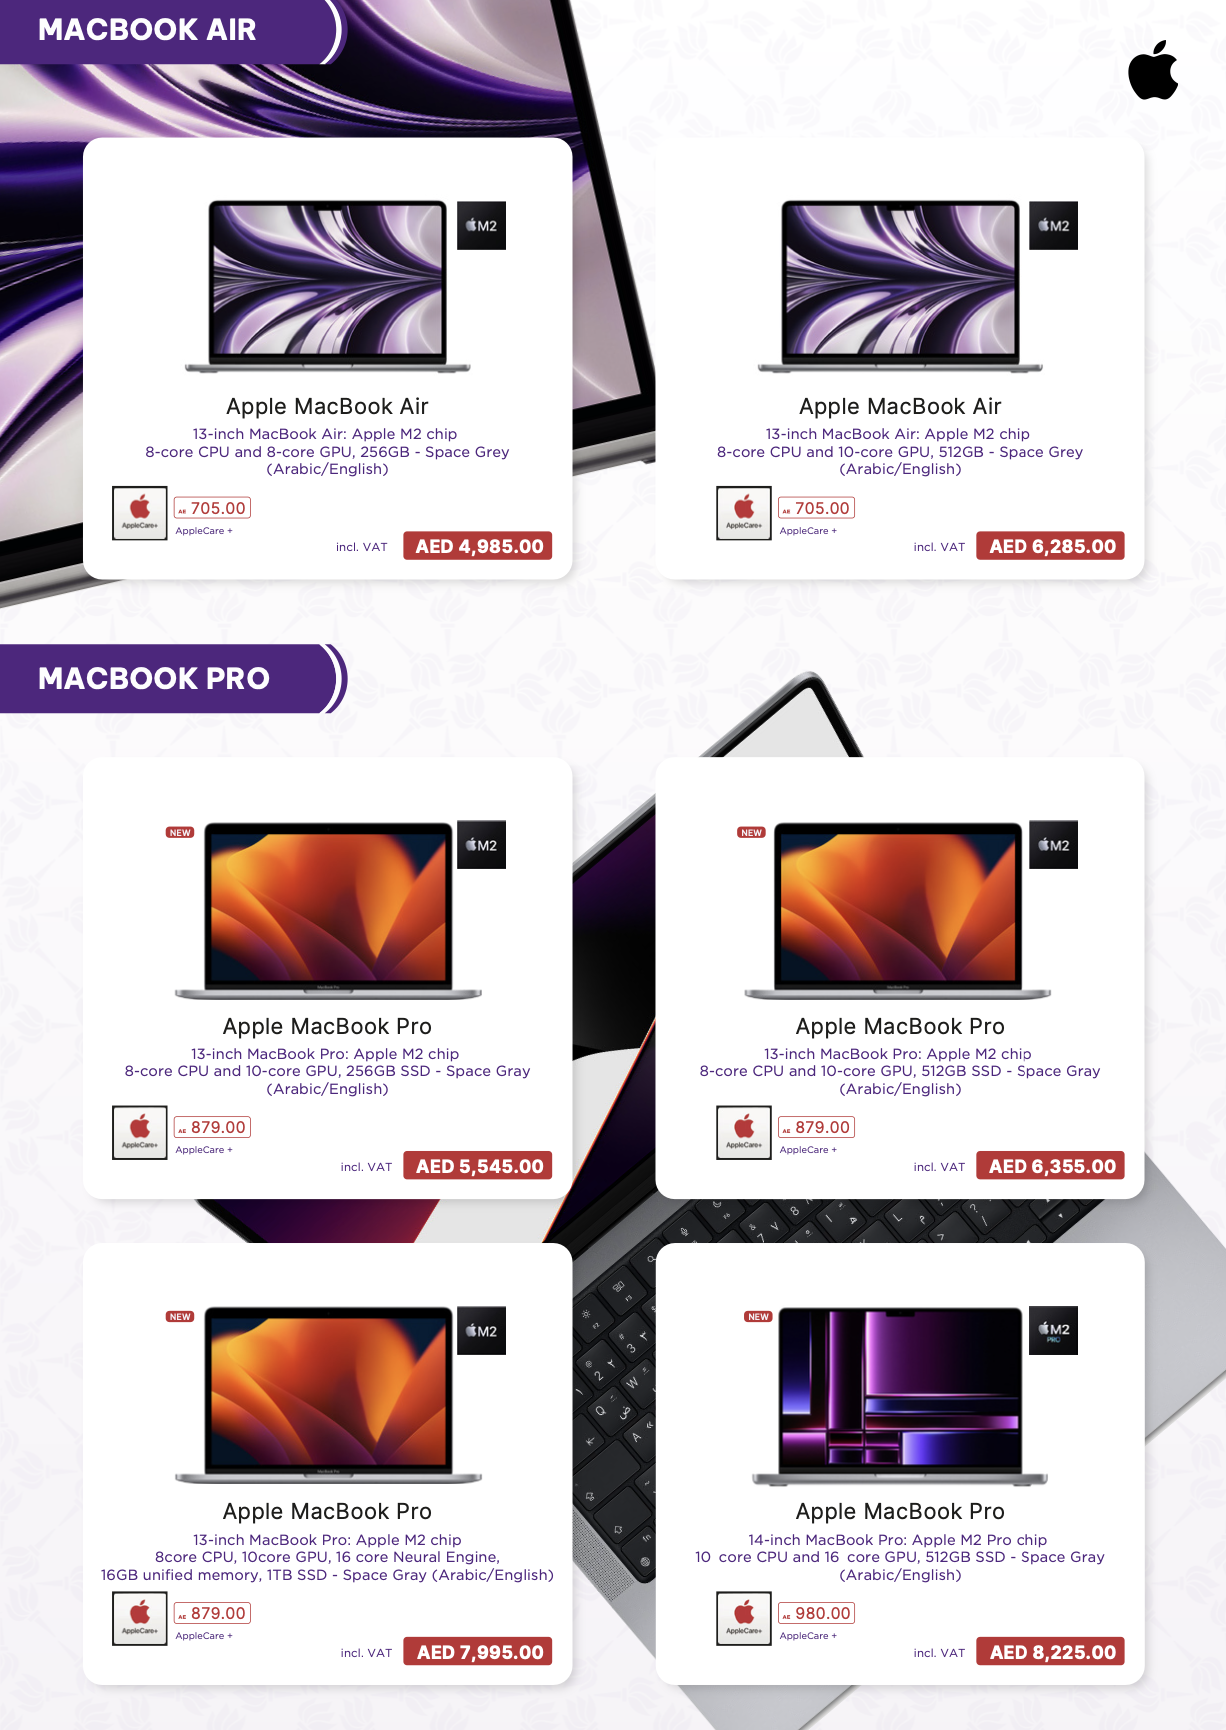 MACBOOK AIR
M2
Apple MacBook Air
13-inch MacBook Air: Apple M2 chip
8-core CPU and 8-core GPU, 256GB - Space Grey
(Arabic/English)
AppleCare+
AE 705.00
AppleCare +
incl. VAT
AED 4,985.00
M2
Apple MacBook Air
13-inch MacBook Air: Apple M2 chip
8-core CPU and 10-core GPU, 512GB - Space Grey
(Arabic/English)
AppleCare+
AE 705.00
AppleCare +
incl. VAT
AED 6,285.00
MACBOOK PRO
NEW
M2
Apple MacBook Pro
13-inch MacBook Pro: Apple M2 chip
8-core CPU and 10-core GPU, 256GB SSD - Space Gray
(Arabic/English)
AppleCare+
AE 879.00
AppleCare +
incl. VAT
AED 5,545.00
NEW
M2
Apple MacBook Pro
13-inch MacBook Pro: Apple M2 chip
8-core CPU and 10-core GPU, 512GB SSD - Space Gray
(Arabic/English)
AppleCare+
AE 879.00
AppleCare +
incl. VAT
AED 6,355.00
NEW
M2
Apple MacBook Pro
13-inch MacBook Pro: Apple M2 chip
8core CPU, 10core GPU, 16 core Neural Engine,
16GB unified memory, 1TB SSD - Space Gray (Arabic/English)
AppleCare+
AE 879.00
AppleCare +
incl. VAT
AED 7,995.00
NEW
M2
PRO
Apple MacBook Pro
14-inch MacBook Pro: Apple M2 Pro chip
10 core CPU and 16 core GPU, 512GB SSD - Space Gray
(Arabic/English)
AppleCare+
AE 980.00
AppleCare +
incl. VAT
AED 8,225.00